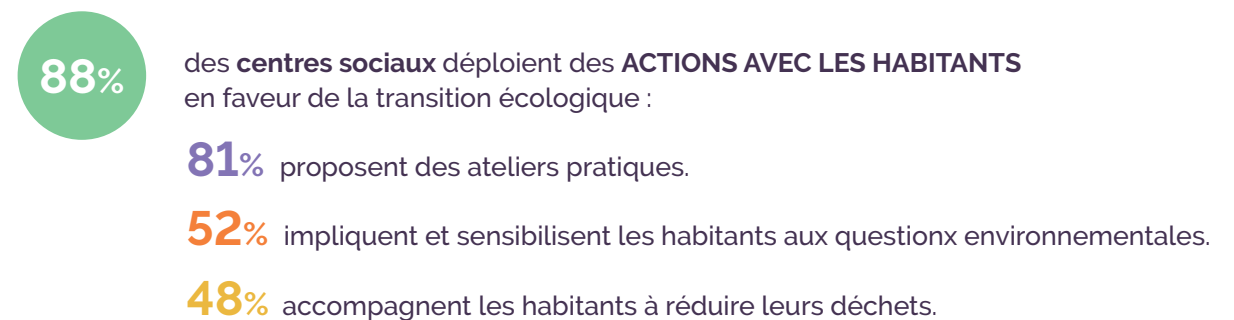 88%
des centres sociaux déploient des ACTIONS AVEC LES HABITANTS
en faveur de la transition écologique :
81% proposent des ateliers pratiques.
52% impliquent et sensibilisent les habitants aux questionx environnementales.
48% accompagnent les habitants à réduire leurs déchets.